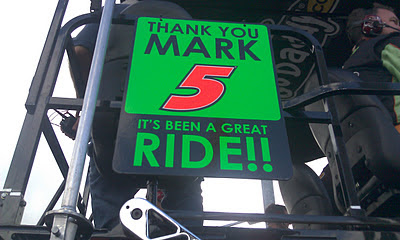 THANK YOU
MARK
5
IT'S BEEN A GREAT
RIDE!!